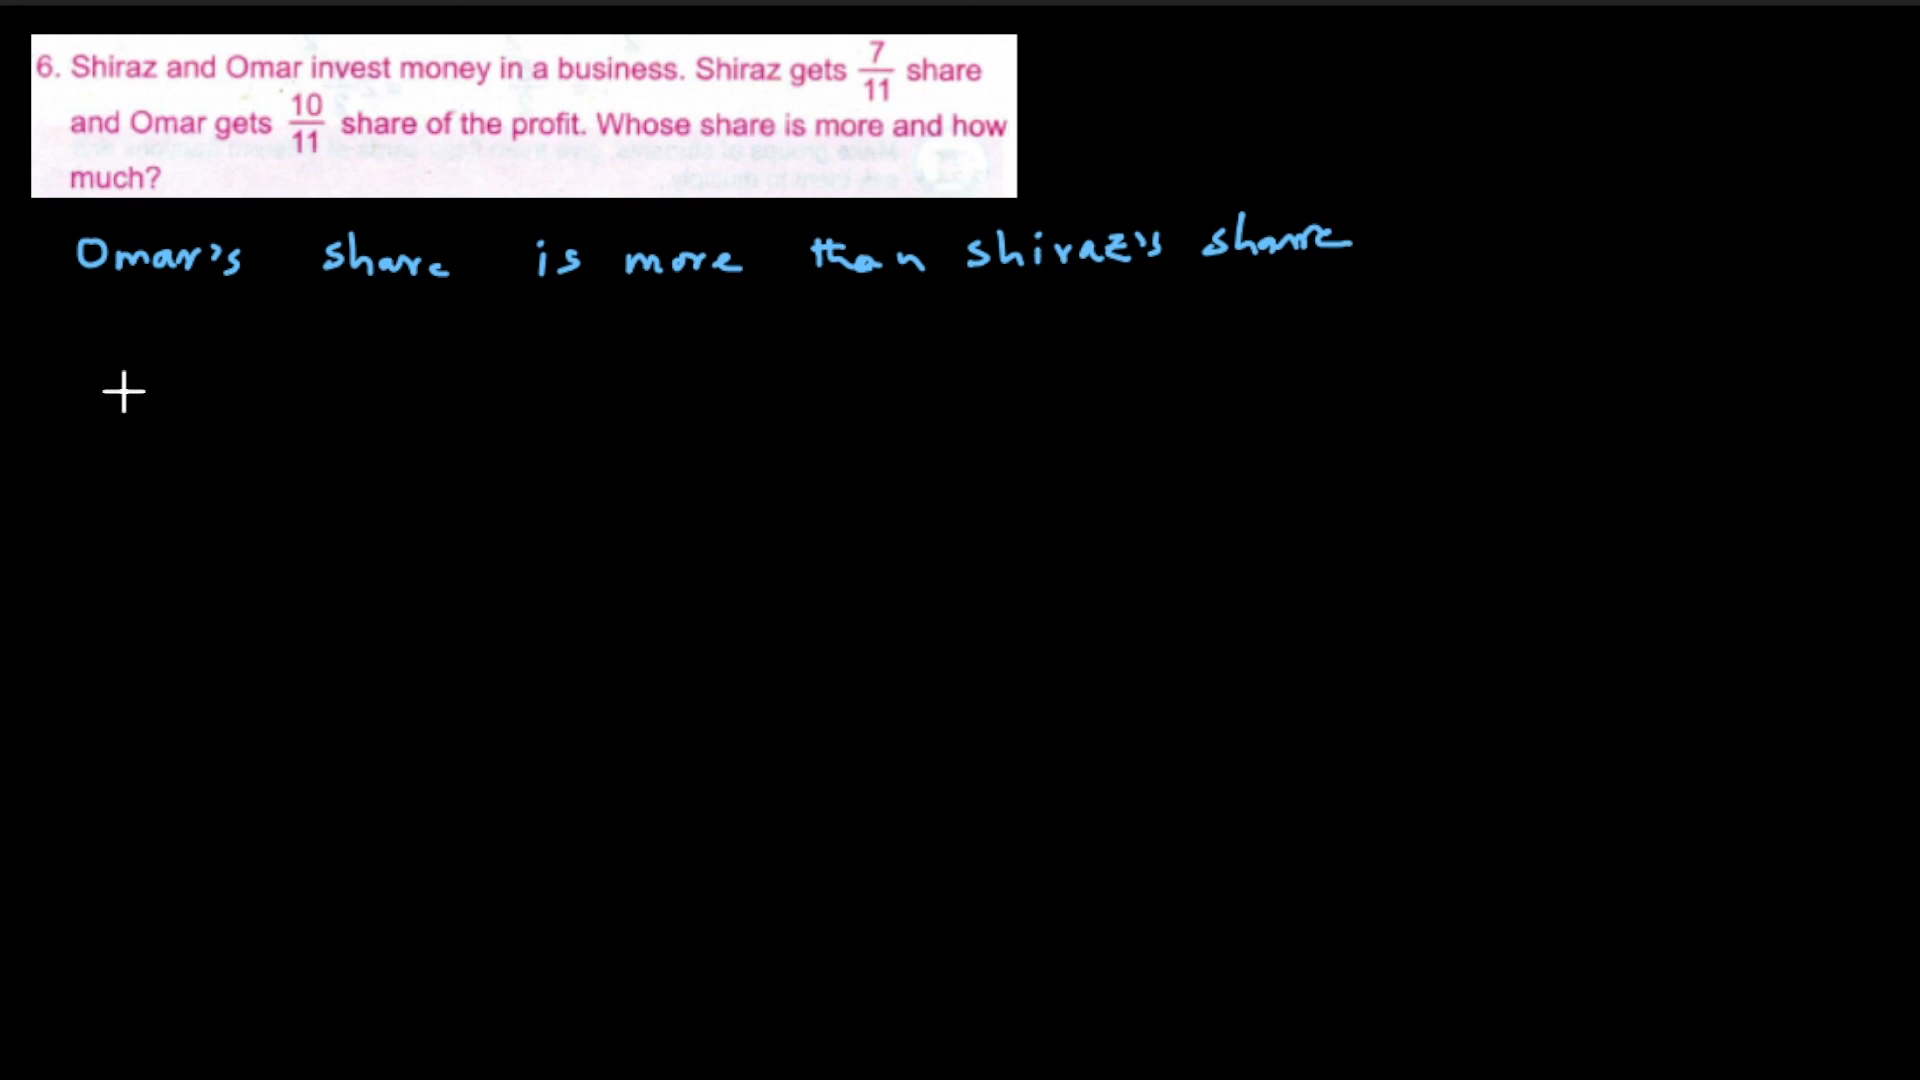 6. Shiraz and Omar invest money in a business. Shiraz gets 7/11 share
and Omar gets 10/11 share of the profit. Whose share is more and how
much?
Omar's share is more than shiraz's share